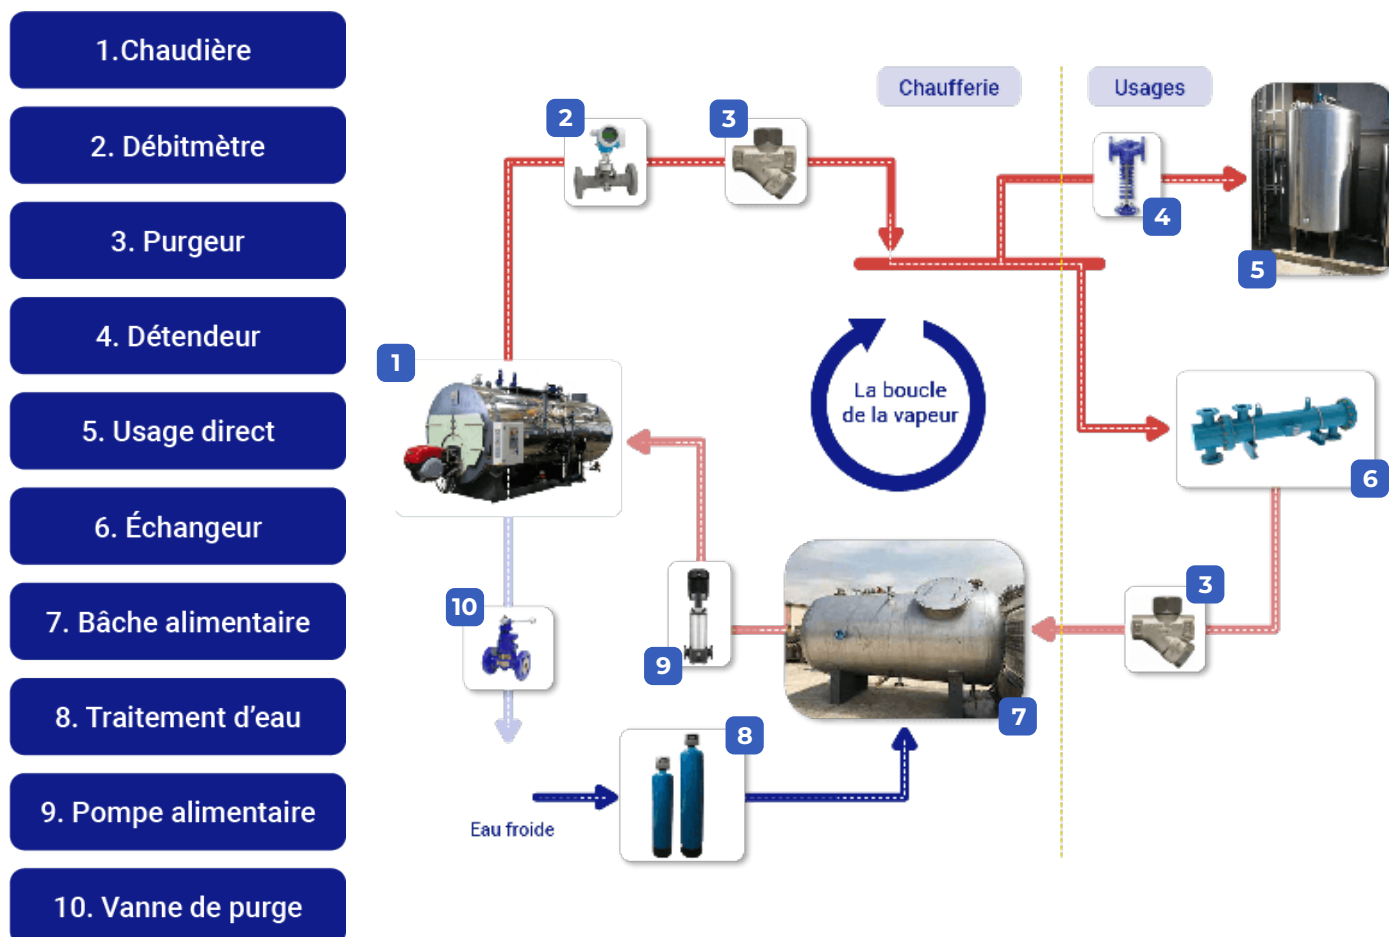 1.Chaudière
2. Débitmètre
3. Purgeur
4. Détendeur
5. Usage direct
6. Échangeur
7. Bâche alimentaire
8. Traitement d’eau
9. Pompe alimentaire
10. Vanne de purge
Chaufferie
Usages
2
3
4
5
1
La boucle
de la vapeur
6
3
10
9
7
8
Eau froide